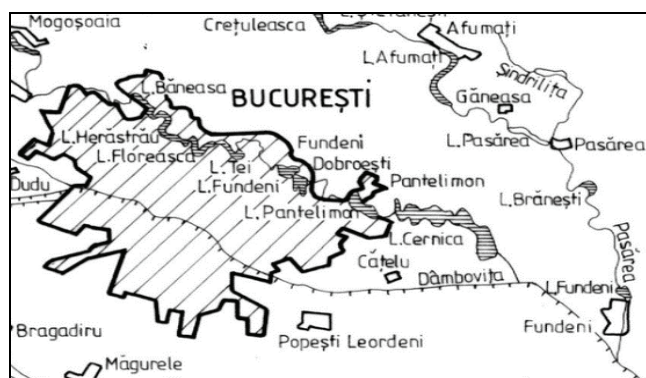 Mogoșoaia
Crețuleasca
Afumați
L. Afumați
L. Băneasa
BUCUREȘTI
Șindrilița
Găneasa
L. Herăstrău
L. Floreasca
Fundeni
L. Pasărea
Pasărea
L. Tei
Dobroești
Dudu
L. Fundeni
Pantelimon
L. Brănești
L. Pantelimon
L. Cernica
Pasărea
Cățelu
Dâmbovița
L. Fundeni
Bragadiru
Popești Leordeni
Fundeni
Măgurele